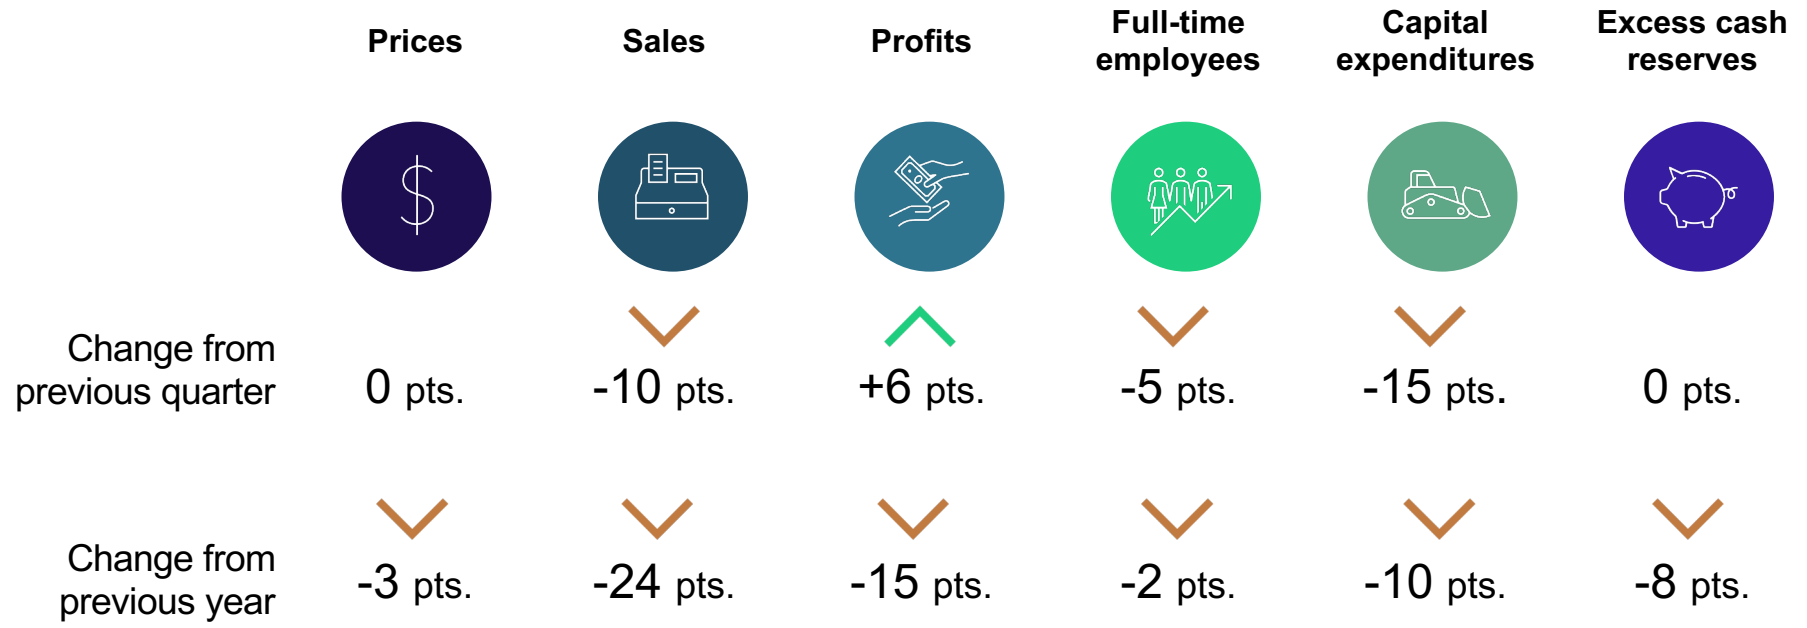 Prices
Sales
Profits
Full-time
employees
Capital
expenditures
Excess cash
reserves
$
Change from
previous quarter
0 pts.
-10 pts.
+6 pts.
-5 pts.
-15 pts.
0 pts.
Change from
previous year
-3 pts.
-24 pts.
-15 pts.
-2 pts.
-10 pts.
-8 pts.